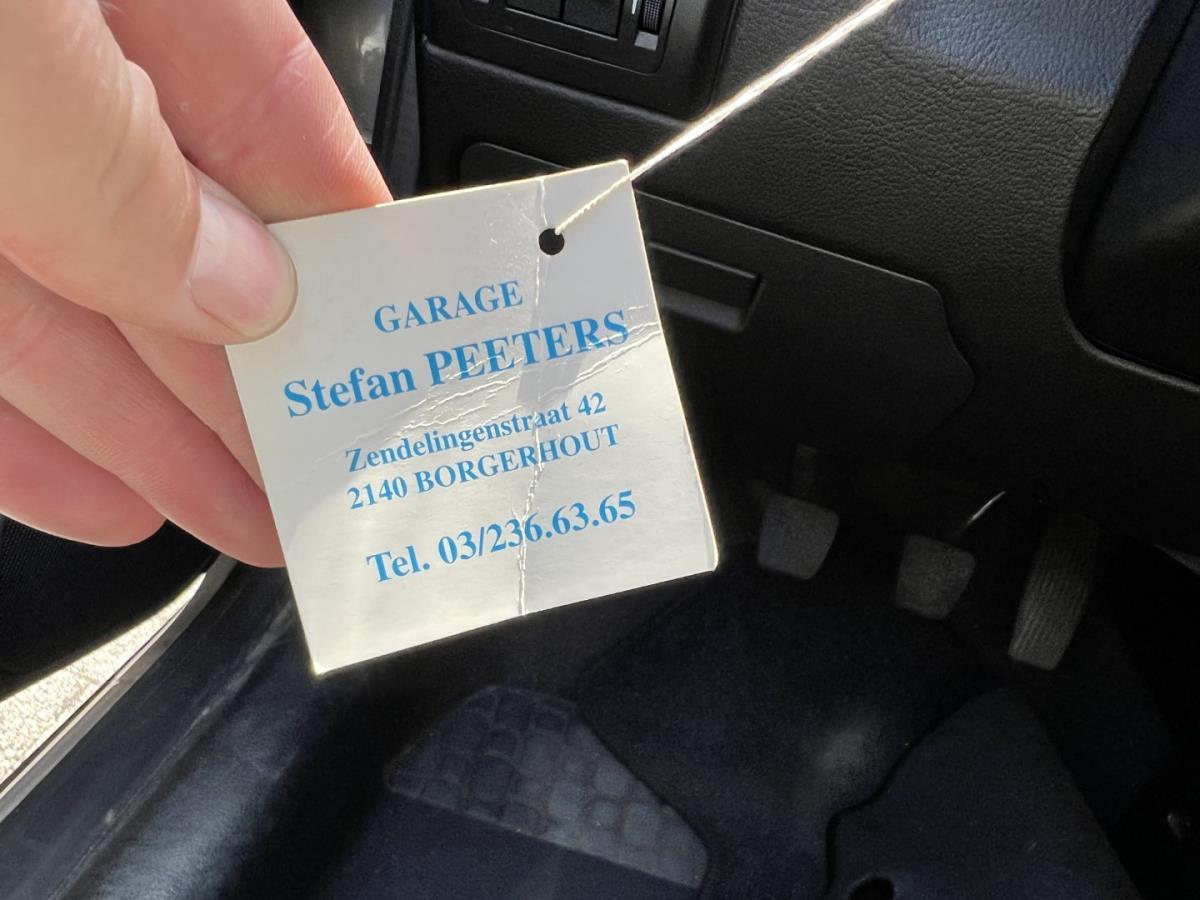 GARAGE
Stefan PEETERS
Zendelingenstraat 42
2140 BORGERHOUT
Tel. 03/236.63.65